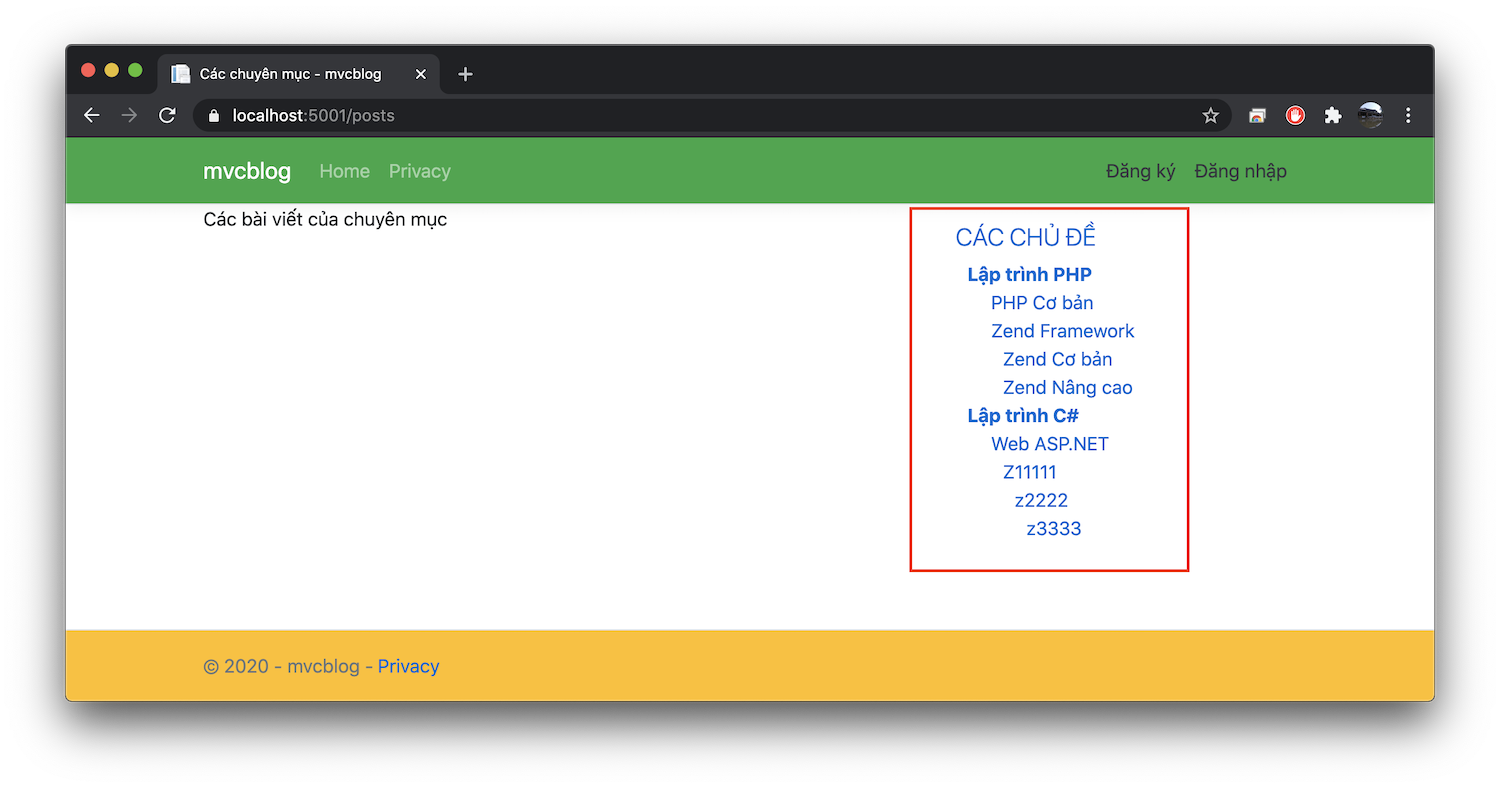 Các chuyên mục - mvcblog
localhost:5001/posts
mvcblog Home Privacy Đăng ký Đăng nhập
Các bài viết của chuyên mục
CÁC CHỦ ĐỀ
Lập trình PHP
PHP Cơ bản
Zend Framework
Zend Cơ bản
Zend Nâng cao
Lập trình C#
Web ASP.NET
Z11111
z2222
z3333
© 2020 - mvcblog - Privacy